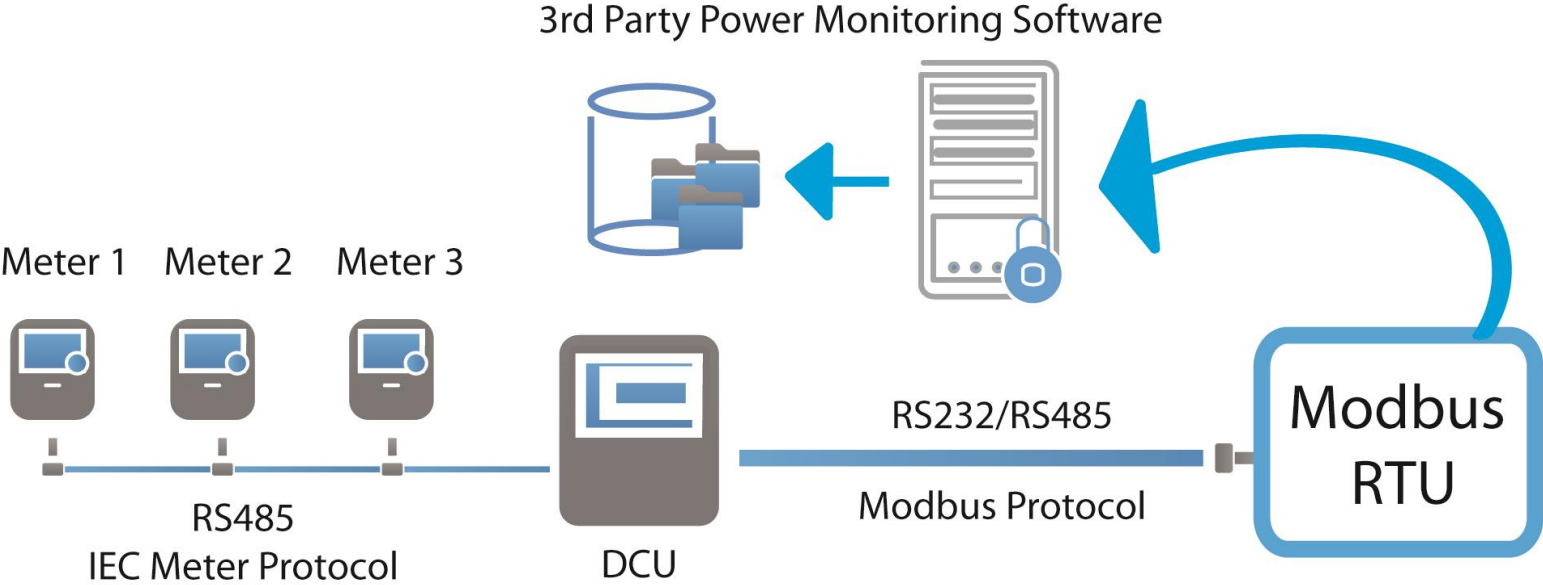 3rd Party Power Monitoring Software
Meter 1
Meter 2
Meter 3
RS485
IEC Meter Protocol
DCU
RS232/RS485
Modbus Protocol
Modbus
RTU